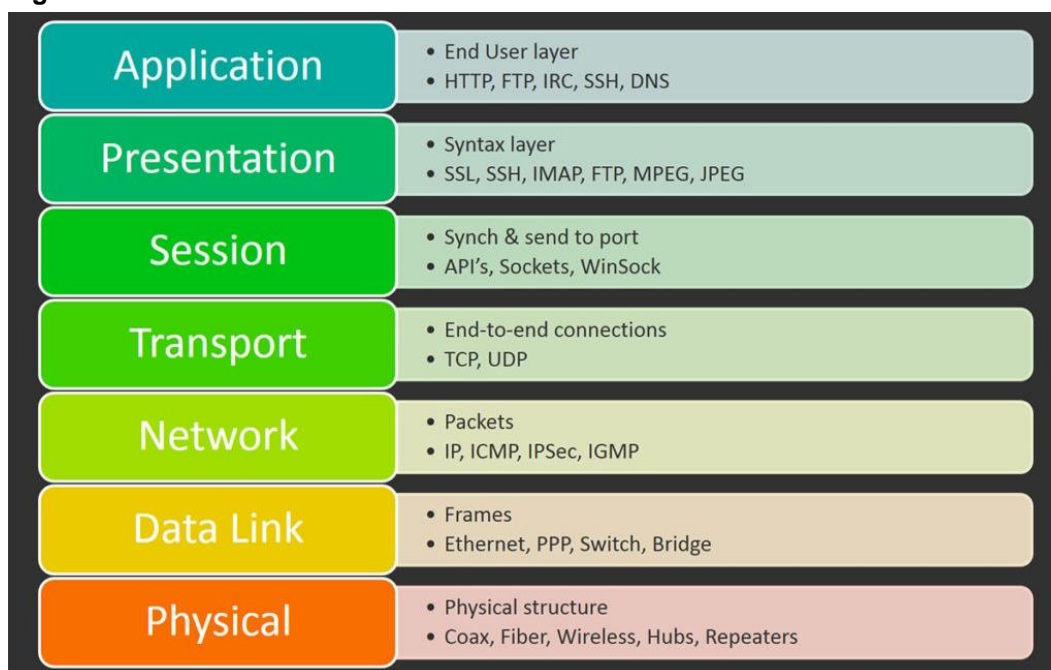 Application
• End User layer
• HTTP, FTP, IRC, SSH, DNS
Presentation
• Syntax layer
• SSL, SSH, IMAP, FTP, MPEG, JPEG
Session
• Synch & send to port
• API's, Sockets, WinSock
Transport
• End-to-end connections
• TCP, UDP
Network
• Packets
• IP, ICMP, IPSec, IGMP
Data Link
• Frames
• Ethernet, PPP, Switch, Bridge
Physical
• Physical structure
• Coax, Fiber, Wireless, Hubs, Repeaters